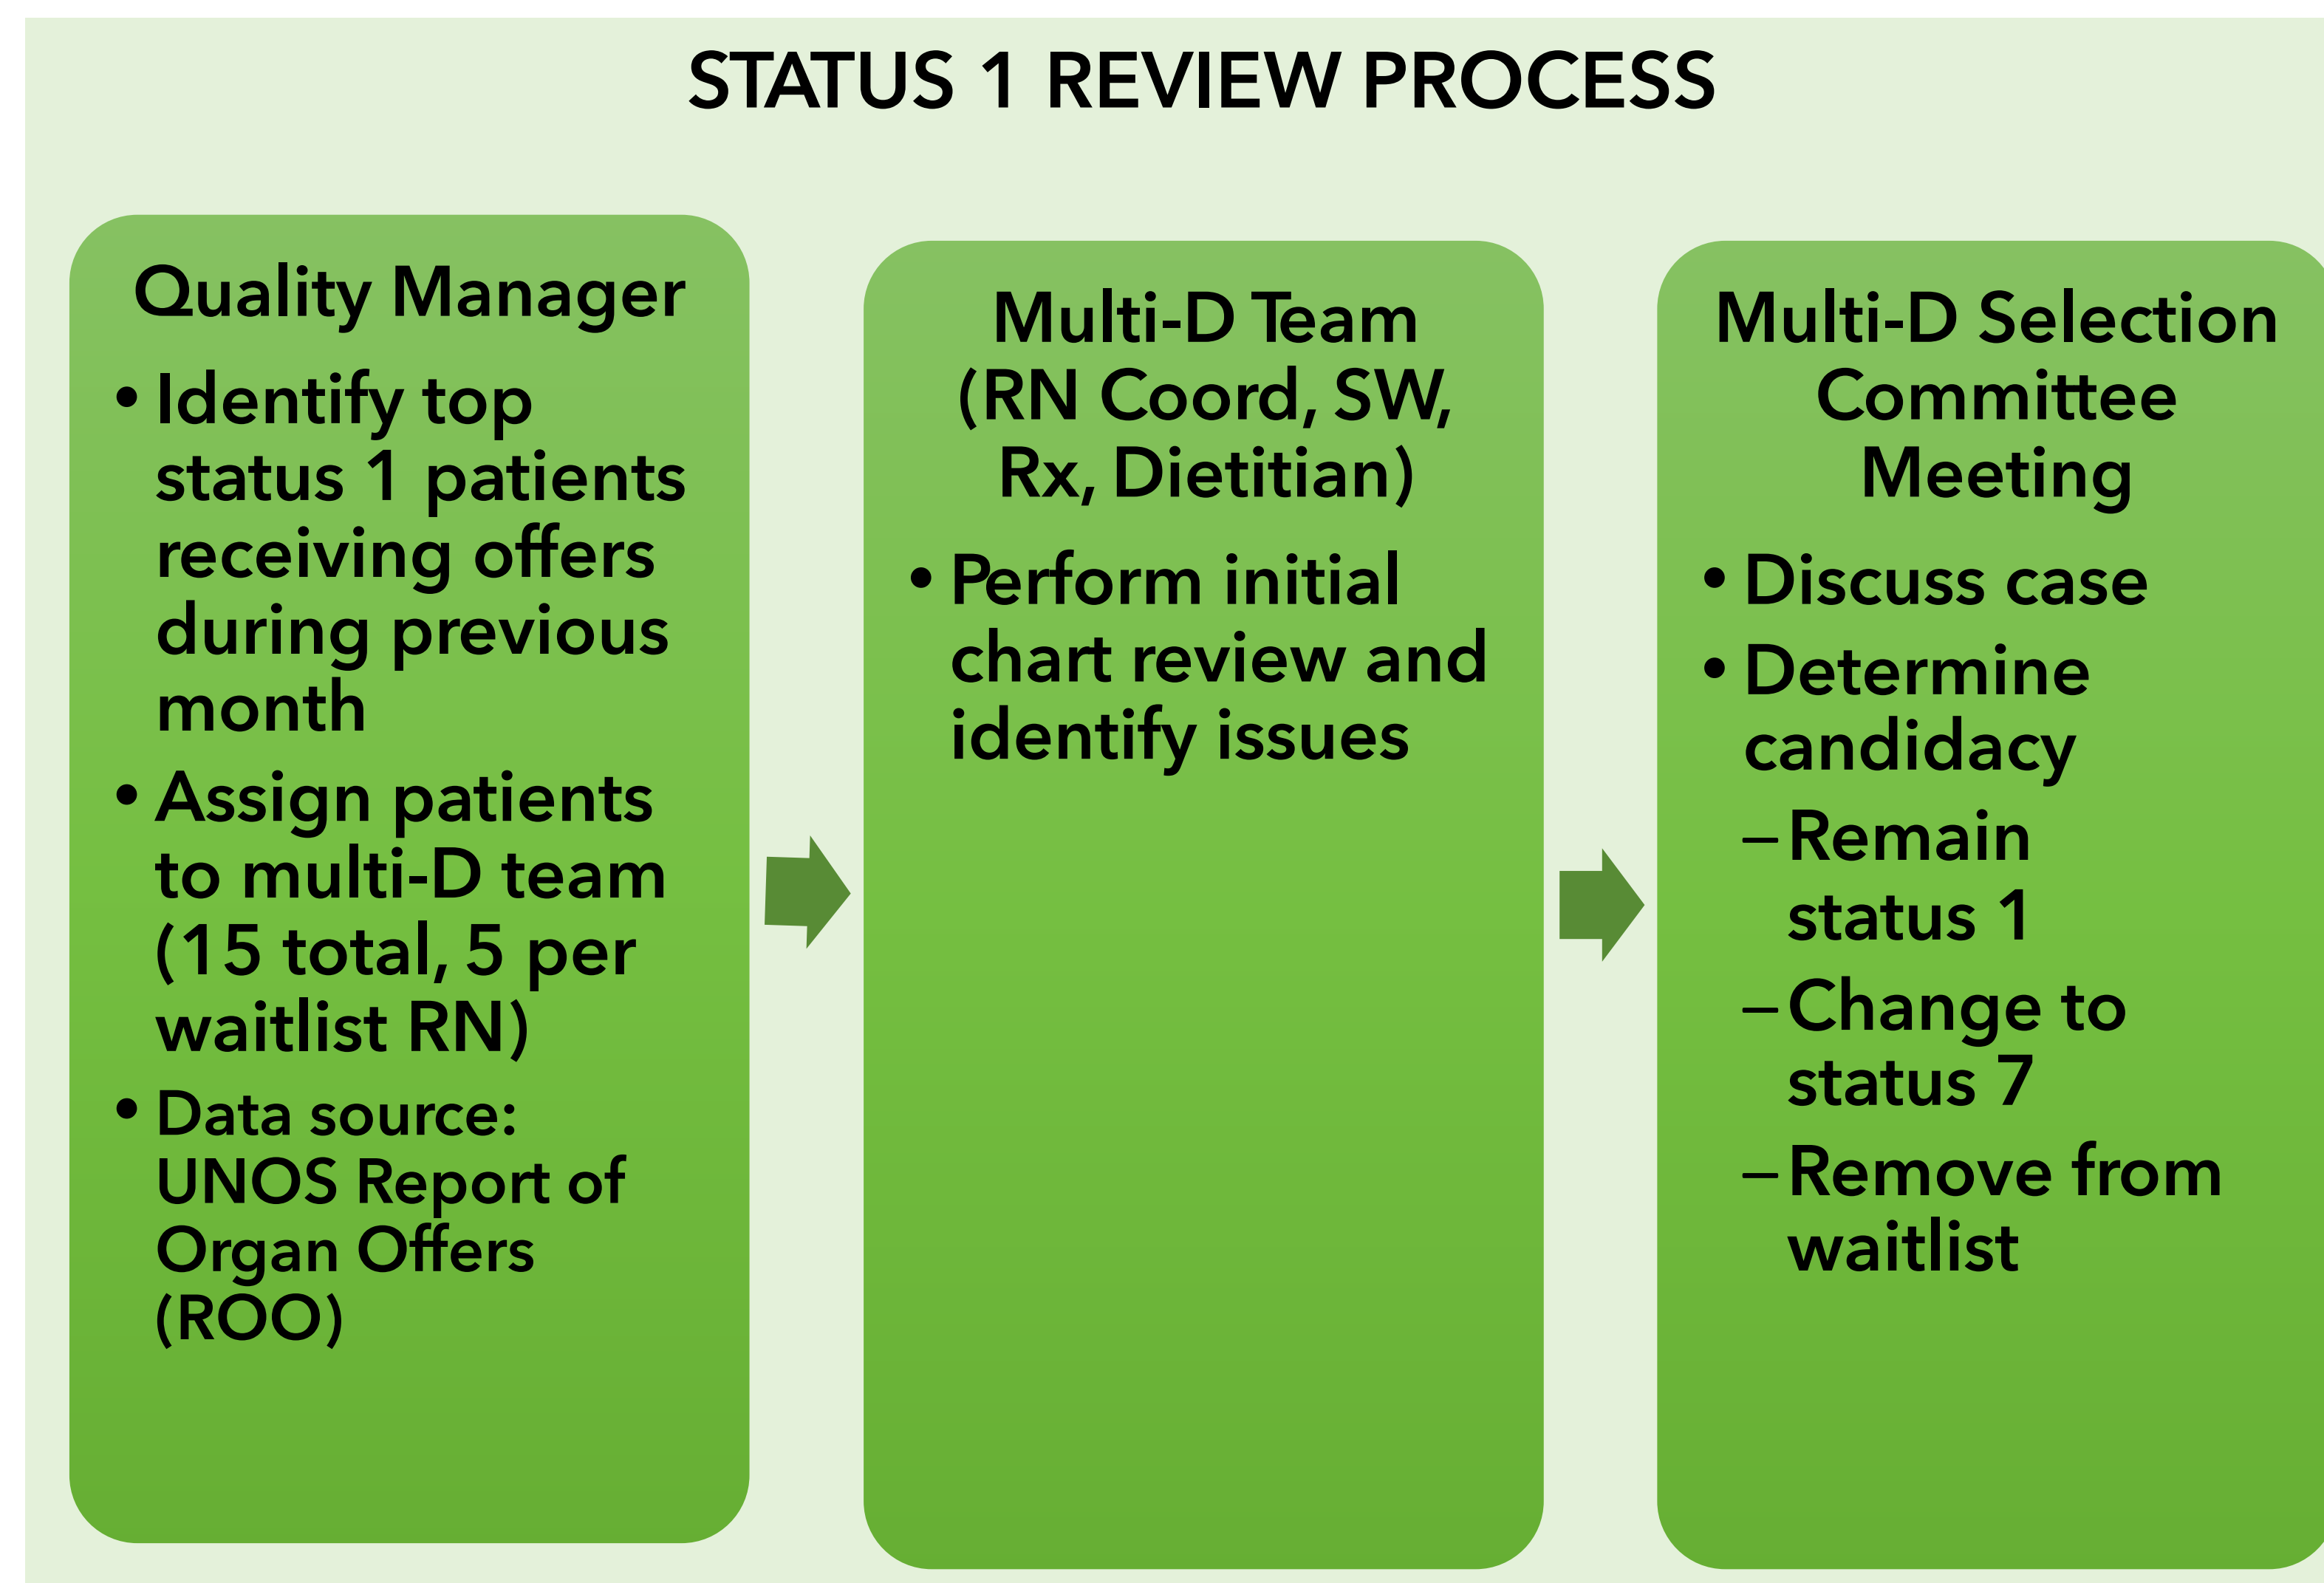 STATUS 1 REVIEW PROCESS
Quality Manager
• Identify top
status 1 patients
receiving offers
during previous
month
• Assign patients
to multi-D team
(15 total, 5 per
waitlist RN)
• Data source:
UNOS Report of
Organ Offers
(ROO)
Multi-D Team
(RN Coord, SW,
Rx, Dietitian)
• Perform initial
chart review and
identify issues
Multi-D Selection
Committee
Meeting
• Discuss case
• Determine
candidacy
– Remain
status 1
– Change to
status 7
– Remove from
waitlist